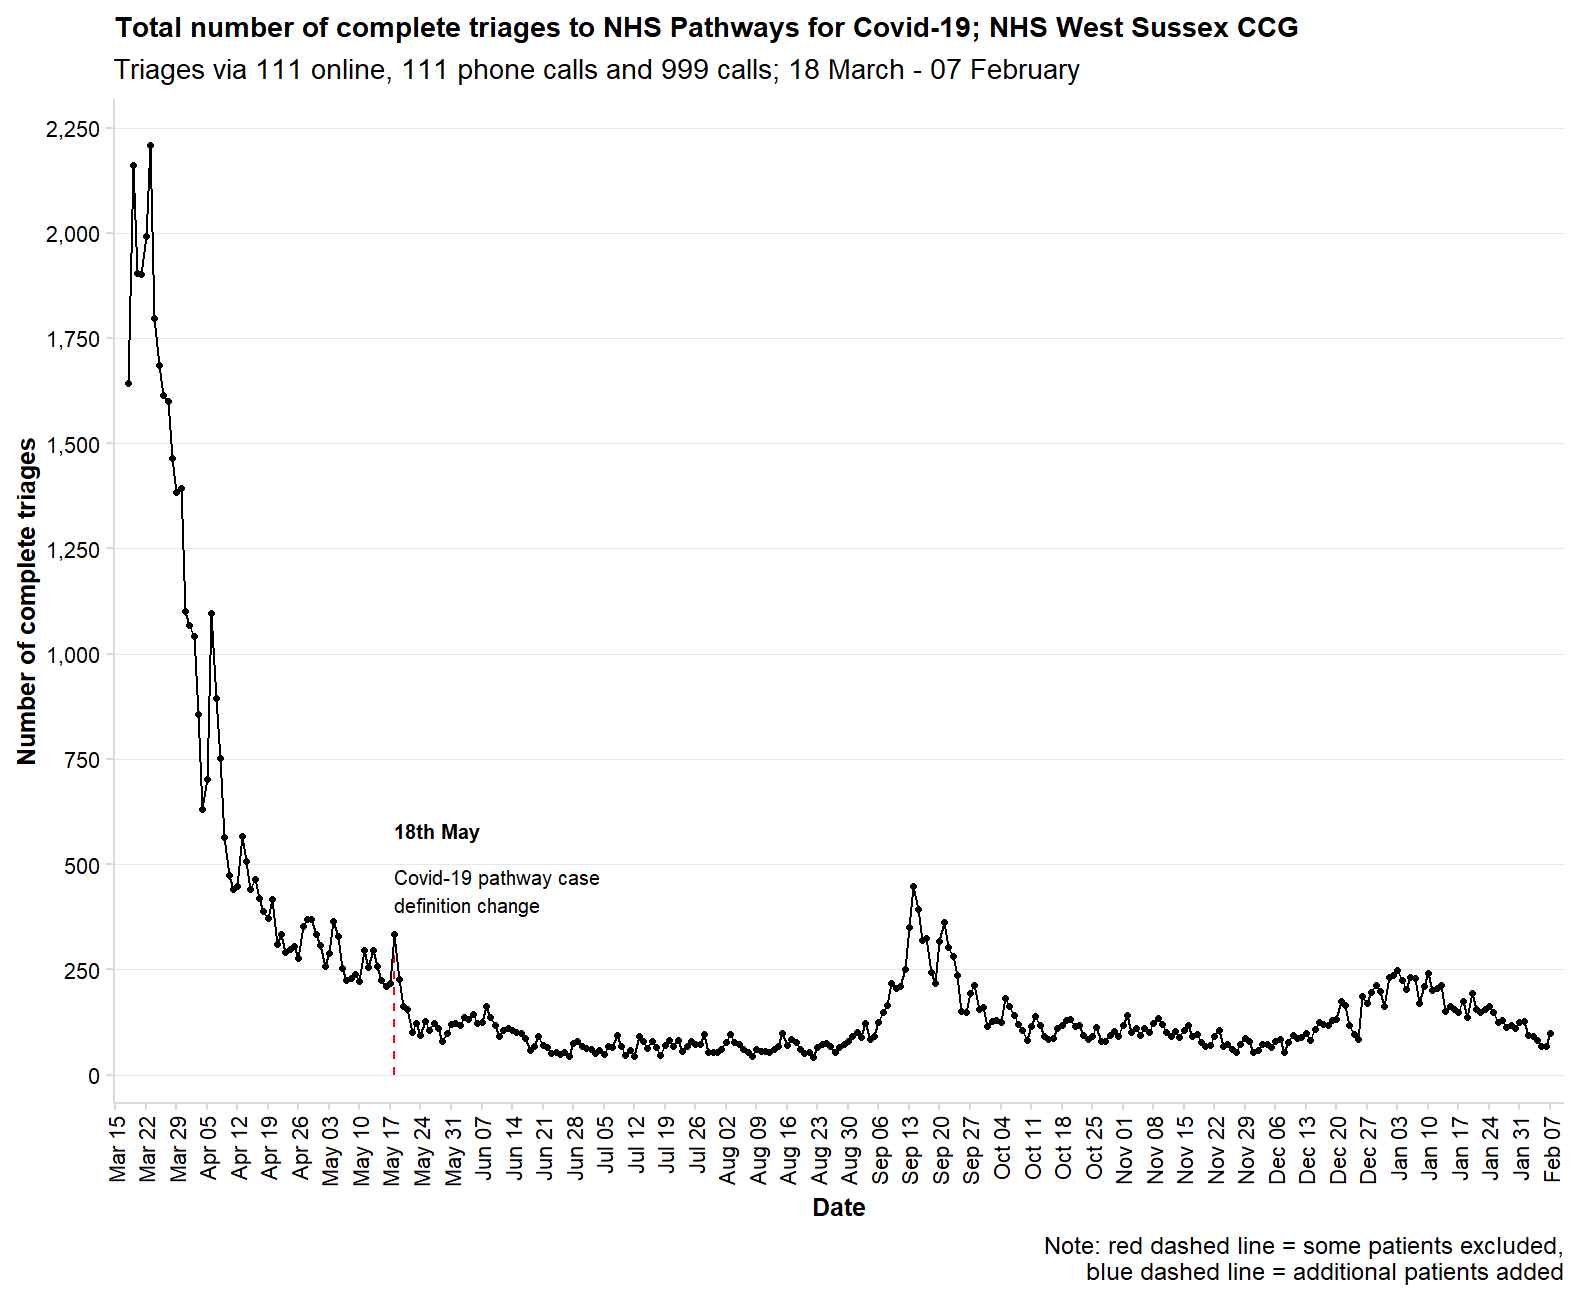 Total number of complete triages to NHS Pathways for Covid-19; NHS West Sussex CCG
Triages via 111 online, 111 phone calls and 999 calls; 18 March - 07 February
Number of complete triages
2,250
2,000
1,750
1,500
1,250
1,000
750
500
250
0
18th May
Covid-19 pathway case
definition change
Mar 15
Mar 22
Mar 29
Apr 05
Apr 12
Apr 19
Apr 26
May 03
May 10
May 17
May 24
May 31
Jun 07
Jun 14
Jun 21
Jun 28
Jul 05
Jul 12
Jul 19
Jul 26
Aug 02
Aug 09
Aug 16
Aug 23
Aug 30
Sep 06
Sep 13
Sep 20
Sep 27
Oct 04
Oct 11
Oct 18
Oct 25
Nov 01
Nov 08
Nov 15
Nov 22
Nov 29
Dec 06
Dec 13
Dec 20
Dec 27
Jan 03
Jan 10
Jan 17
Jan 24
Jan 31
Feb 07
Date
Note: red dashed line = some patients excluded,
blue dashed line = additional patients added